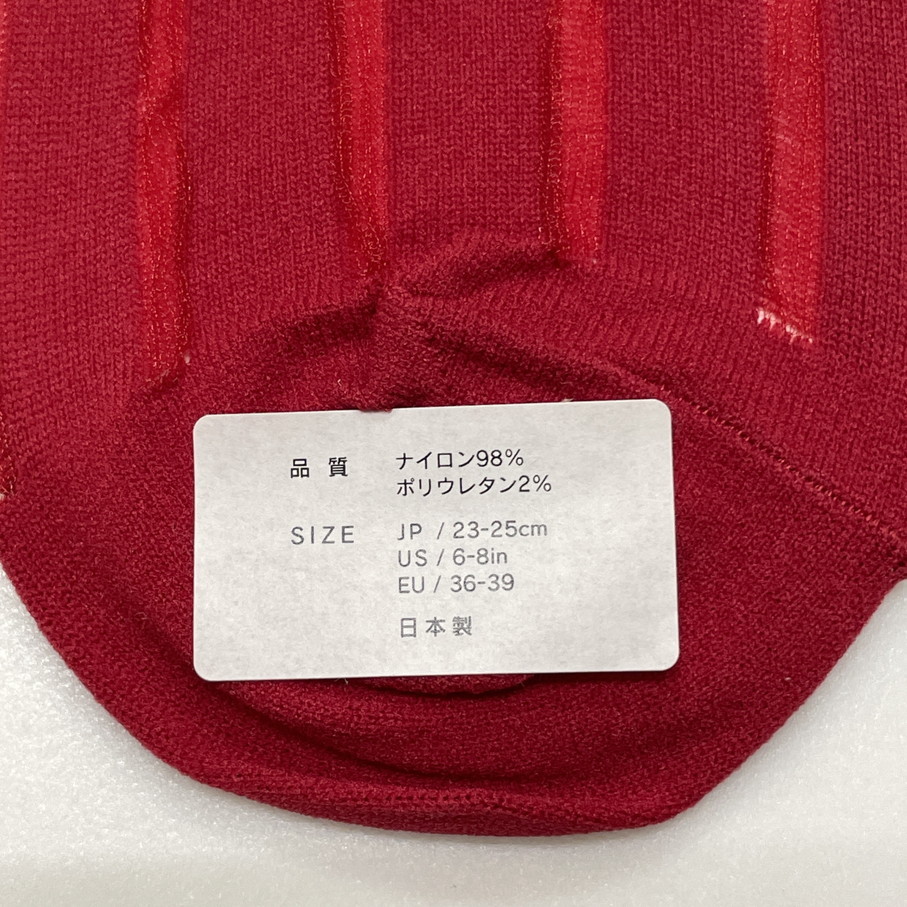 品質 ナイロン98%
ポリウレタン2%
SIZE JP / 23-25cm
US / 6-8in
EU / 36-39
日本製